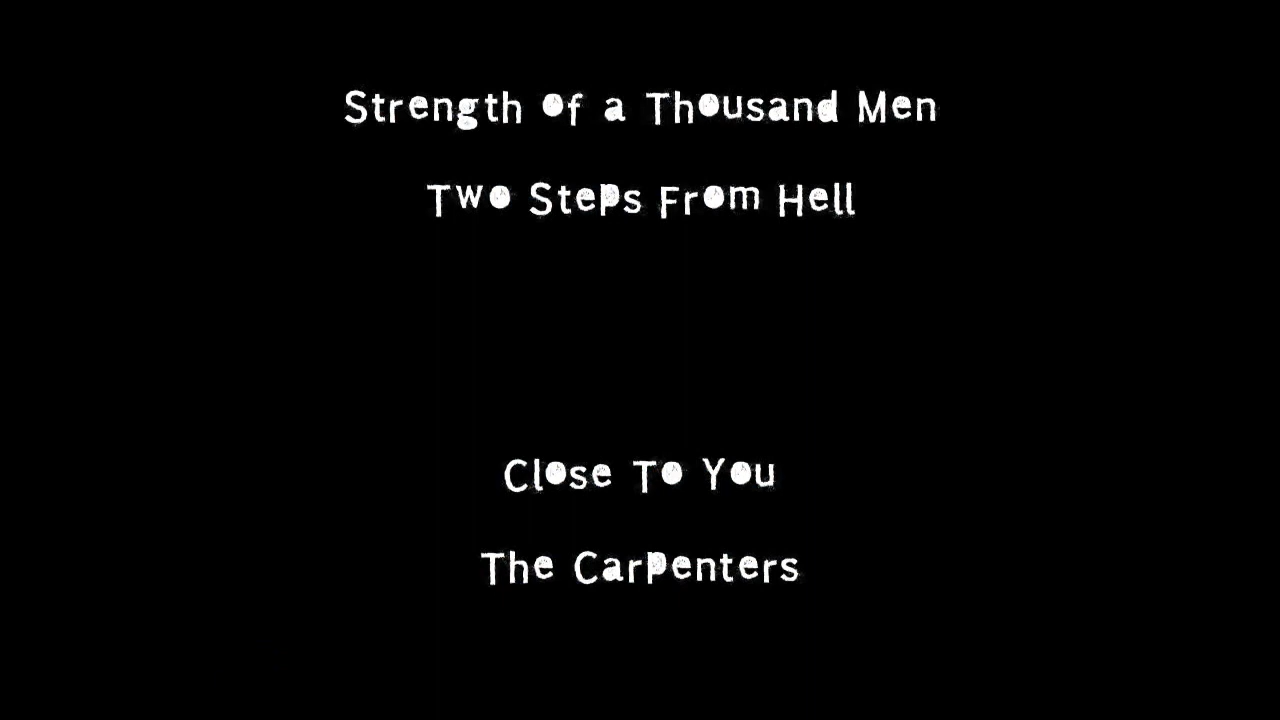 Strength of a Thousand Men
Two Steps From Hell
Close To You
The Carpenters